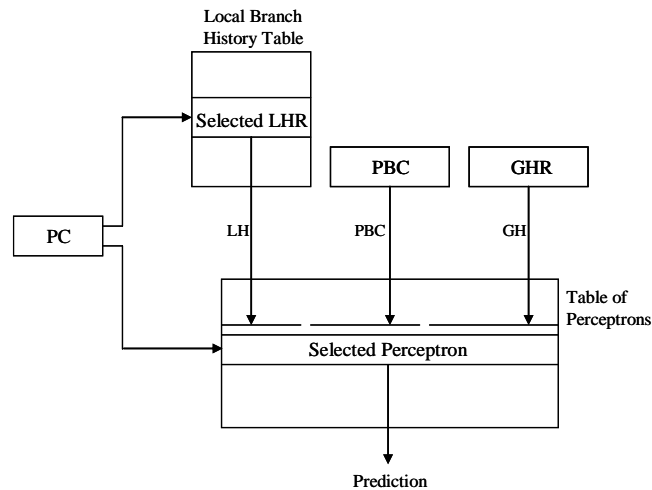 Local Branch
History Table
Selected LHR
PBC
GHR
PC
LH
PBC
GH
Table of
Perceptrons
Selected Perceptron
Prediction